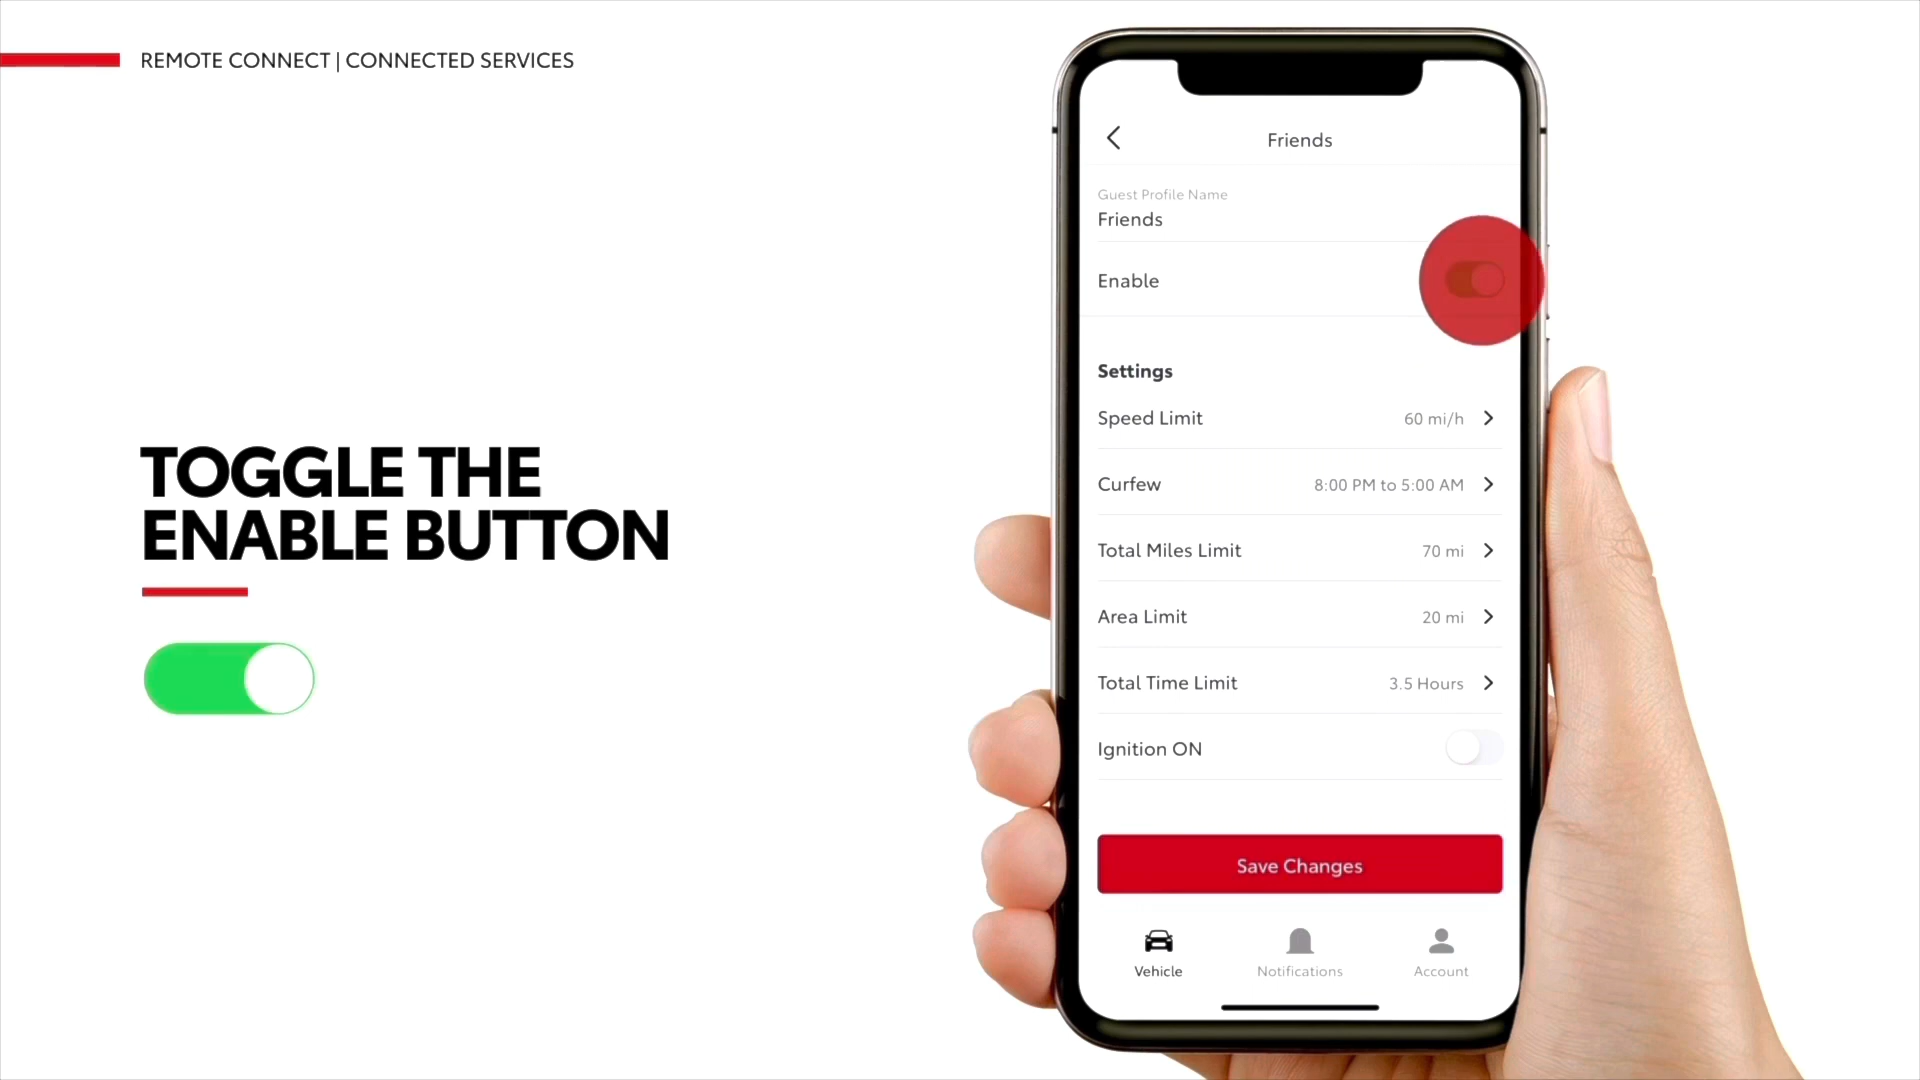 REMOTE CONNECT | CONNECTED SERVICES
TOGGLE THE
ENABLE BUTTON
Friends
Guest Profile Name
Friends
Enable
Settings
Speed Limit 60 mi/h
Curfew 8:00 PM to 5:00 AM
Total Miles Limit 70 mi
Area Limit 20 mi
Total Time Limit 3.5 Hours
Ignition ON
Save Changes
Vehicle Notifications Account